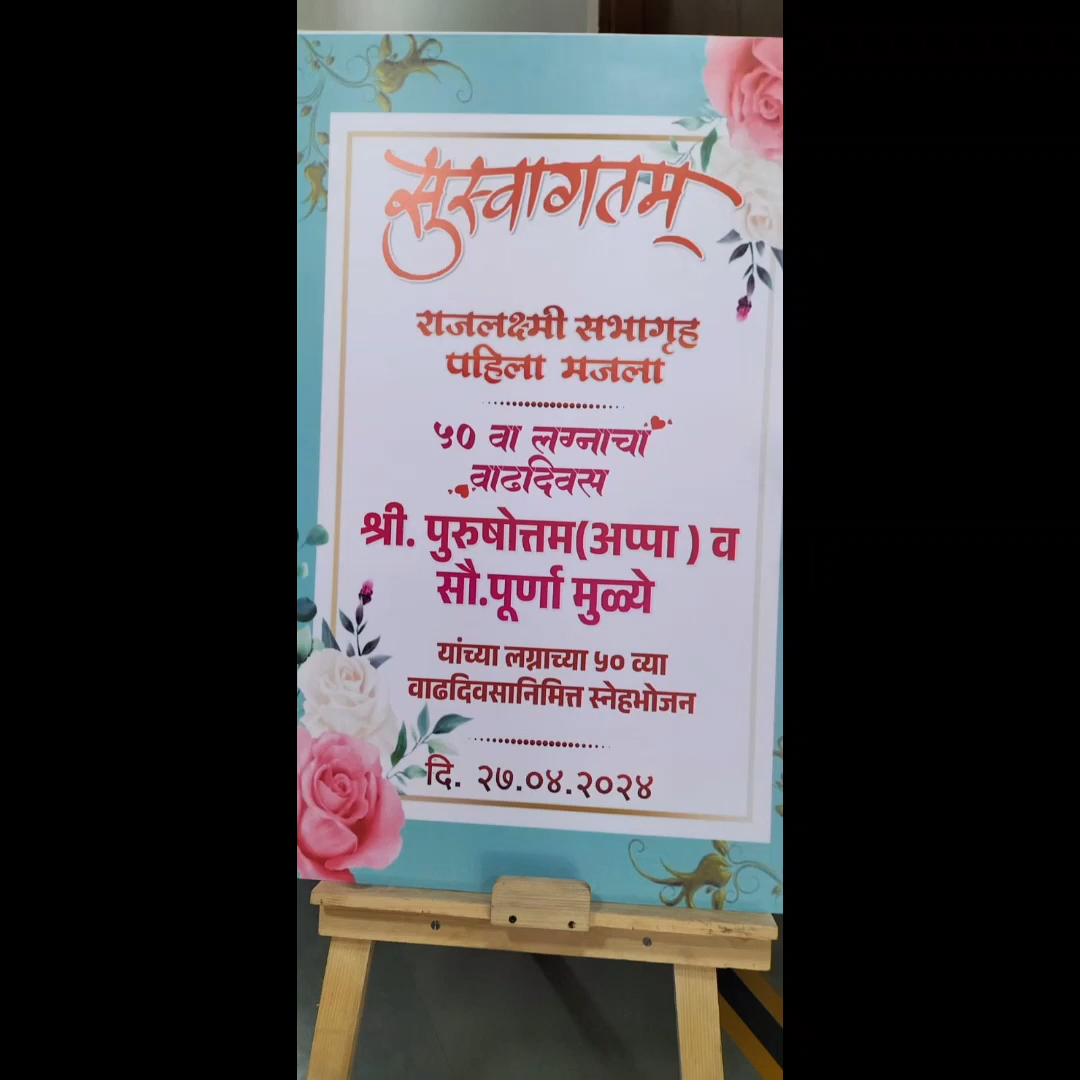 सुस्वागतम्
राजलक्ष्मी सभागृह
पहिला मजला
५० वा लग्नाचा
वाढदिवस
श्री. पुरुषोत्तम(अप्पा ) व
सौ.पूर्णा मुळ्ये
यांच्या लग्नाच्या ५० व्या
वाढदिवसानिमित्त स्नेहभोजन
दि. २७.०४.२०२४